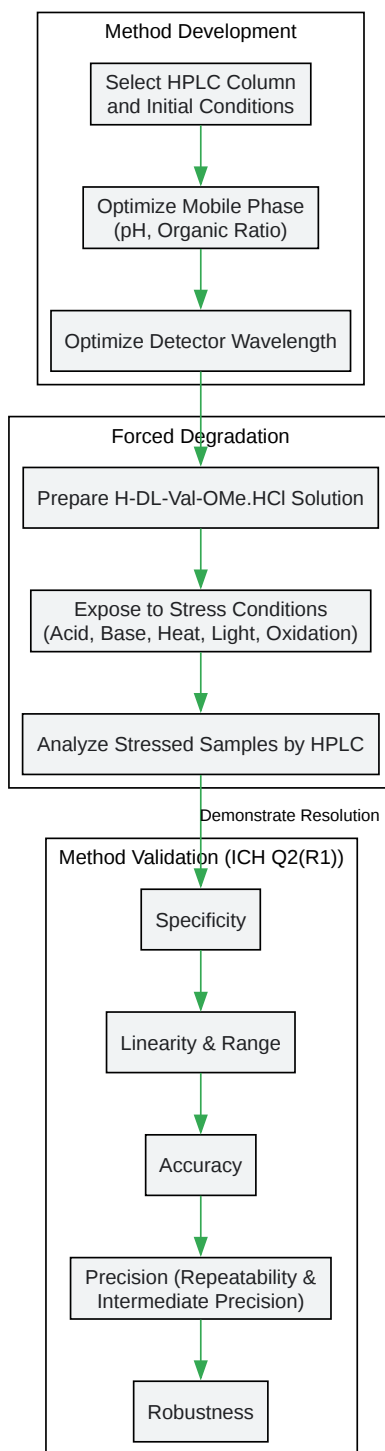 Method Development
Select HPLC Column
and Initial Conditions
Optimize Mobile Phase
(pH, Organic Ratio)
Optimize Detector Wavelength
Forced Degradation
Prepare H-DL-Val-OMe.HCl Solution
Expose to Stress Conditions
(Acid, Base, Heat, Light, Oxidation)
Analyze Stressed Samples by HPLC
Demonstrate Resolution
Method Validation (ICH Q2(R1))
Specificity
Linearity & Range
Accuracy
Precision (Repeatability &
Intermediate Precision)
Robustness